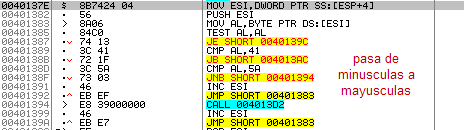 0040137E $ 8B7424 04 MOV ESI,DWORD PTR SS:[ESP+4]
00401382 . 56 PUSH ESI
00401383 > 8A06 MOV AL,BYTE PTR DS:[ESI]
00401385 . 84C0 TEST AL,AL
00401387 . 74 13 JE SHORT 0040139C
00401389 . 3C 41 CMP AL,41
0040138B . 72 1F JB SHORT 004013AC
0040138D . 3C 5A CMP AL,5A
0040138F . 73 03 JNB SHORT 00401394
00401391 . 46 INC ESI
00401392 .^ EB EF JMP SHORT 00401383
00401394 > E8 39000000 CALL 004013D2
00401399 . 46 INC ESI
0040139A .^ EB E7 JMP SHORT 00401383
pasa de
minusculas a
mayusculas